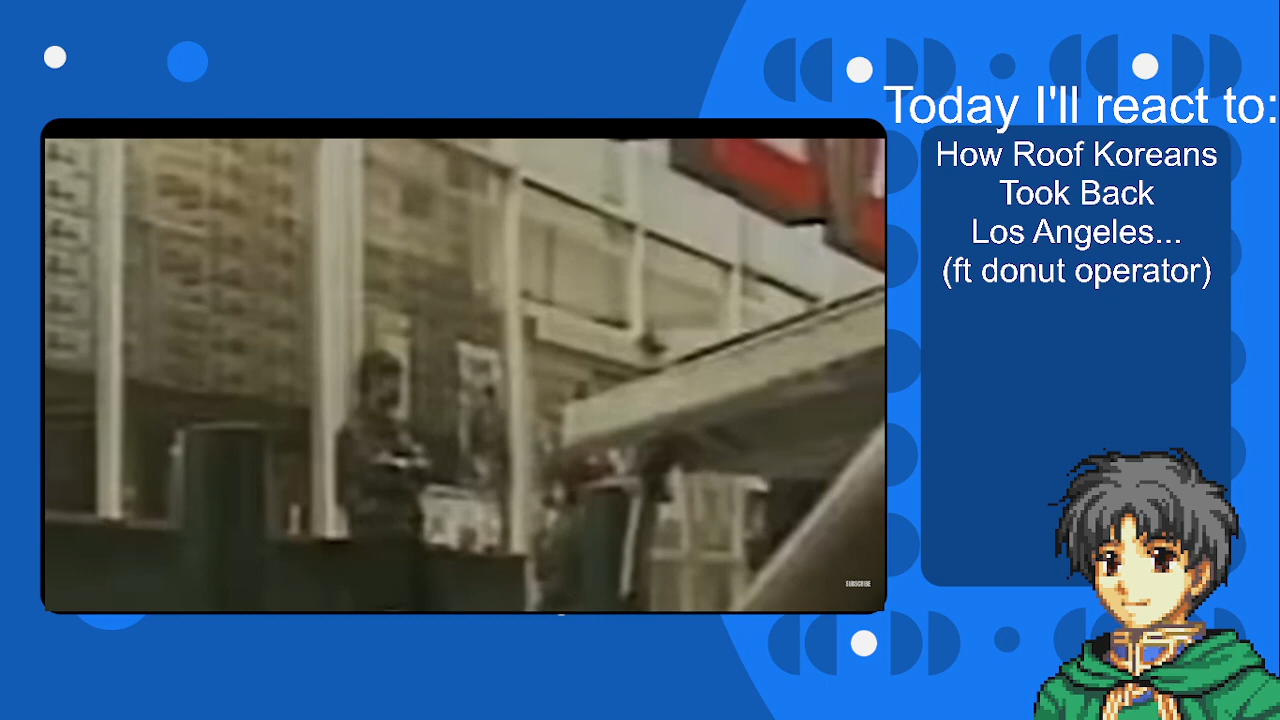 Today I'll react to:
How Roof Koreans
Took Back
Los Angeles...
(ft donut operator)
SUBSCRIBE